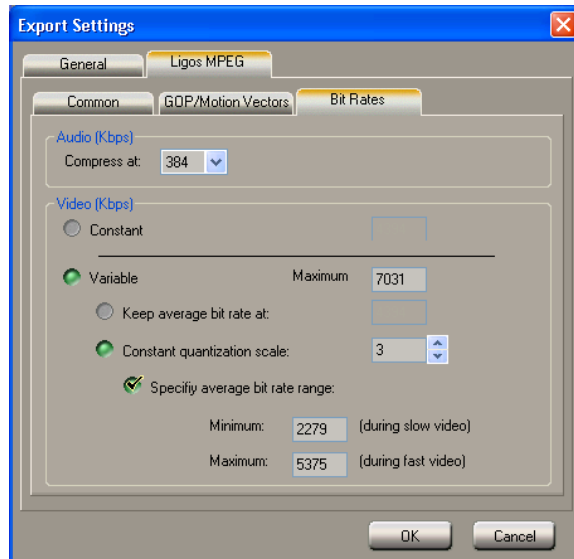 Export Settings
General Ligos MPEG
Common GOP/Motion Vectors Bit Rates
Audio (Kbps)
Compress at: 384
Video (Kbps)
Constant
Variable Maximum 7031
Keep average bit rate at:
Constant quantization scale: 3
Specifiy average bit rate range:
Minimum: 2279 (during slow video)
Maximum: 5375 (during fast video)
OK Cancel